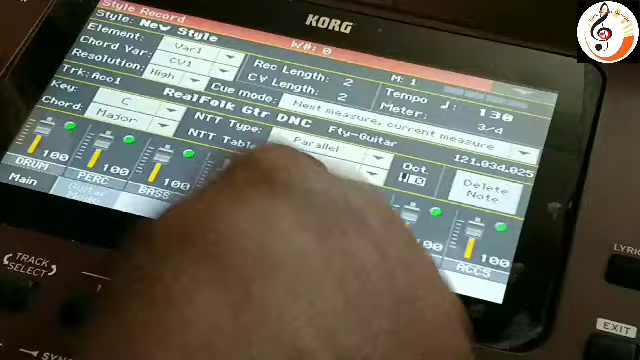 Style Record
KORG
Style: New Style
W#: 0
Element: Var1
Rec Length: 2
M: 1
Chord Var: CV1
CV Length: 2
Tempo ♩: 130
Resolution: High
Cue mode: Next measure, current measure
Meter: 3/4
Trk: Acc1
RealFolk Gtr DNC
Fty-Guitar
121.034.025
Key: C
NTT Type: Parallel
Chord: Major
NTT Table
Oct.
0
Delete Note
100
100
100
100
100
DRUM
PERC
BASS
ACC5
Main
Guitar Mode
TRACK SELECT
LYRIC
EXIT